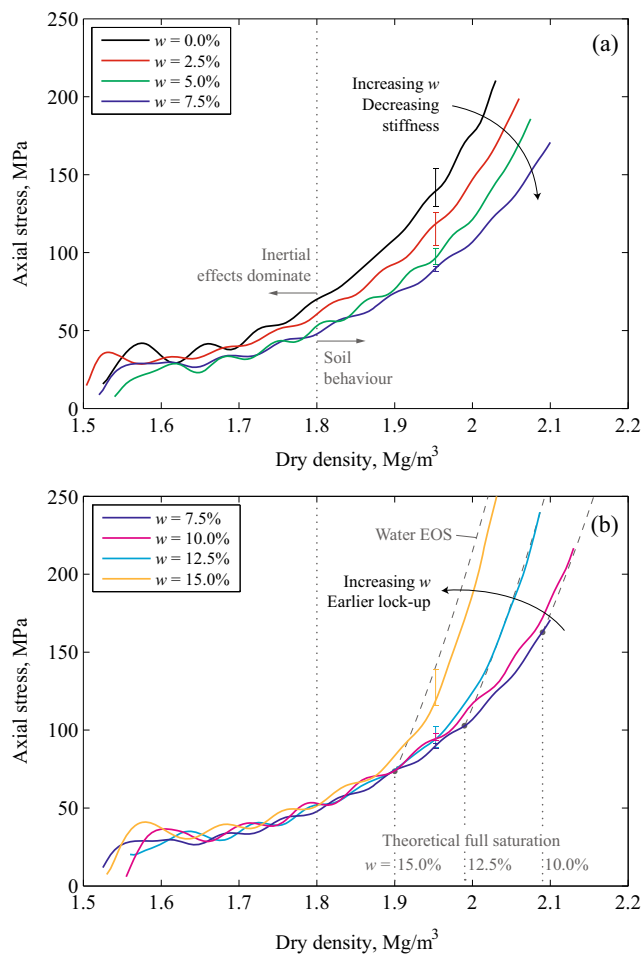 250
200
150
100
50
0
Axial stress, MPa
w = 0.0%
w = 2.5%
w = 5.0%
w = 7.5%
(a)
Increasing w
Decreasing
stiffness
Inertial
effects dominate
Soil
behaviour
1.5 1.6 1.7 1.8 1.9 2 2.1 2.2
Dry density, Mg/m³
250
200
150
100
50
0
Axial stress, MPa
w = 7.5%
w = 10.0%
w = 12.5%
w = 15.0%
(b)
Water EOS
Increasing w
Earlier lock-up
Theoretical full saturation
w = 15.0% 12.5% 10.0%
1.5 1.6 1.7 1.8 1.9 2 2.1 2.2
Dry density, Mg/m³